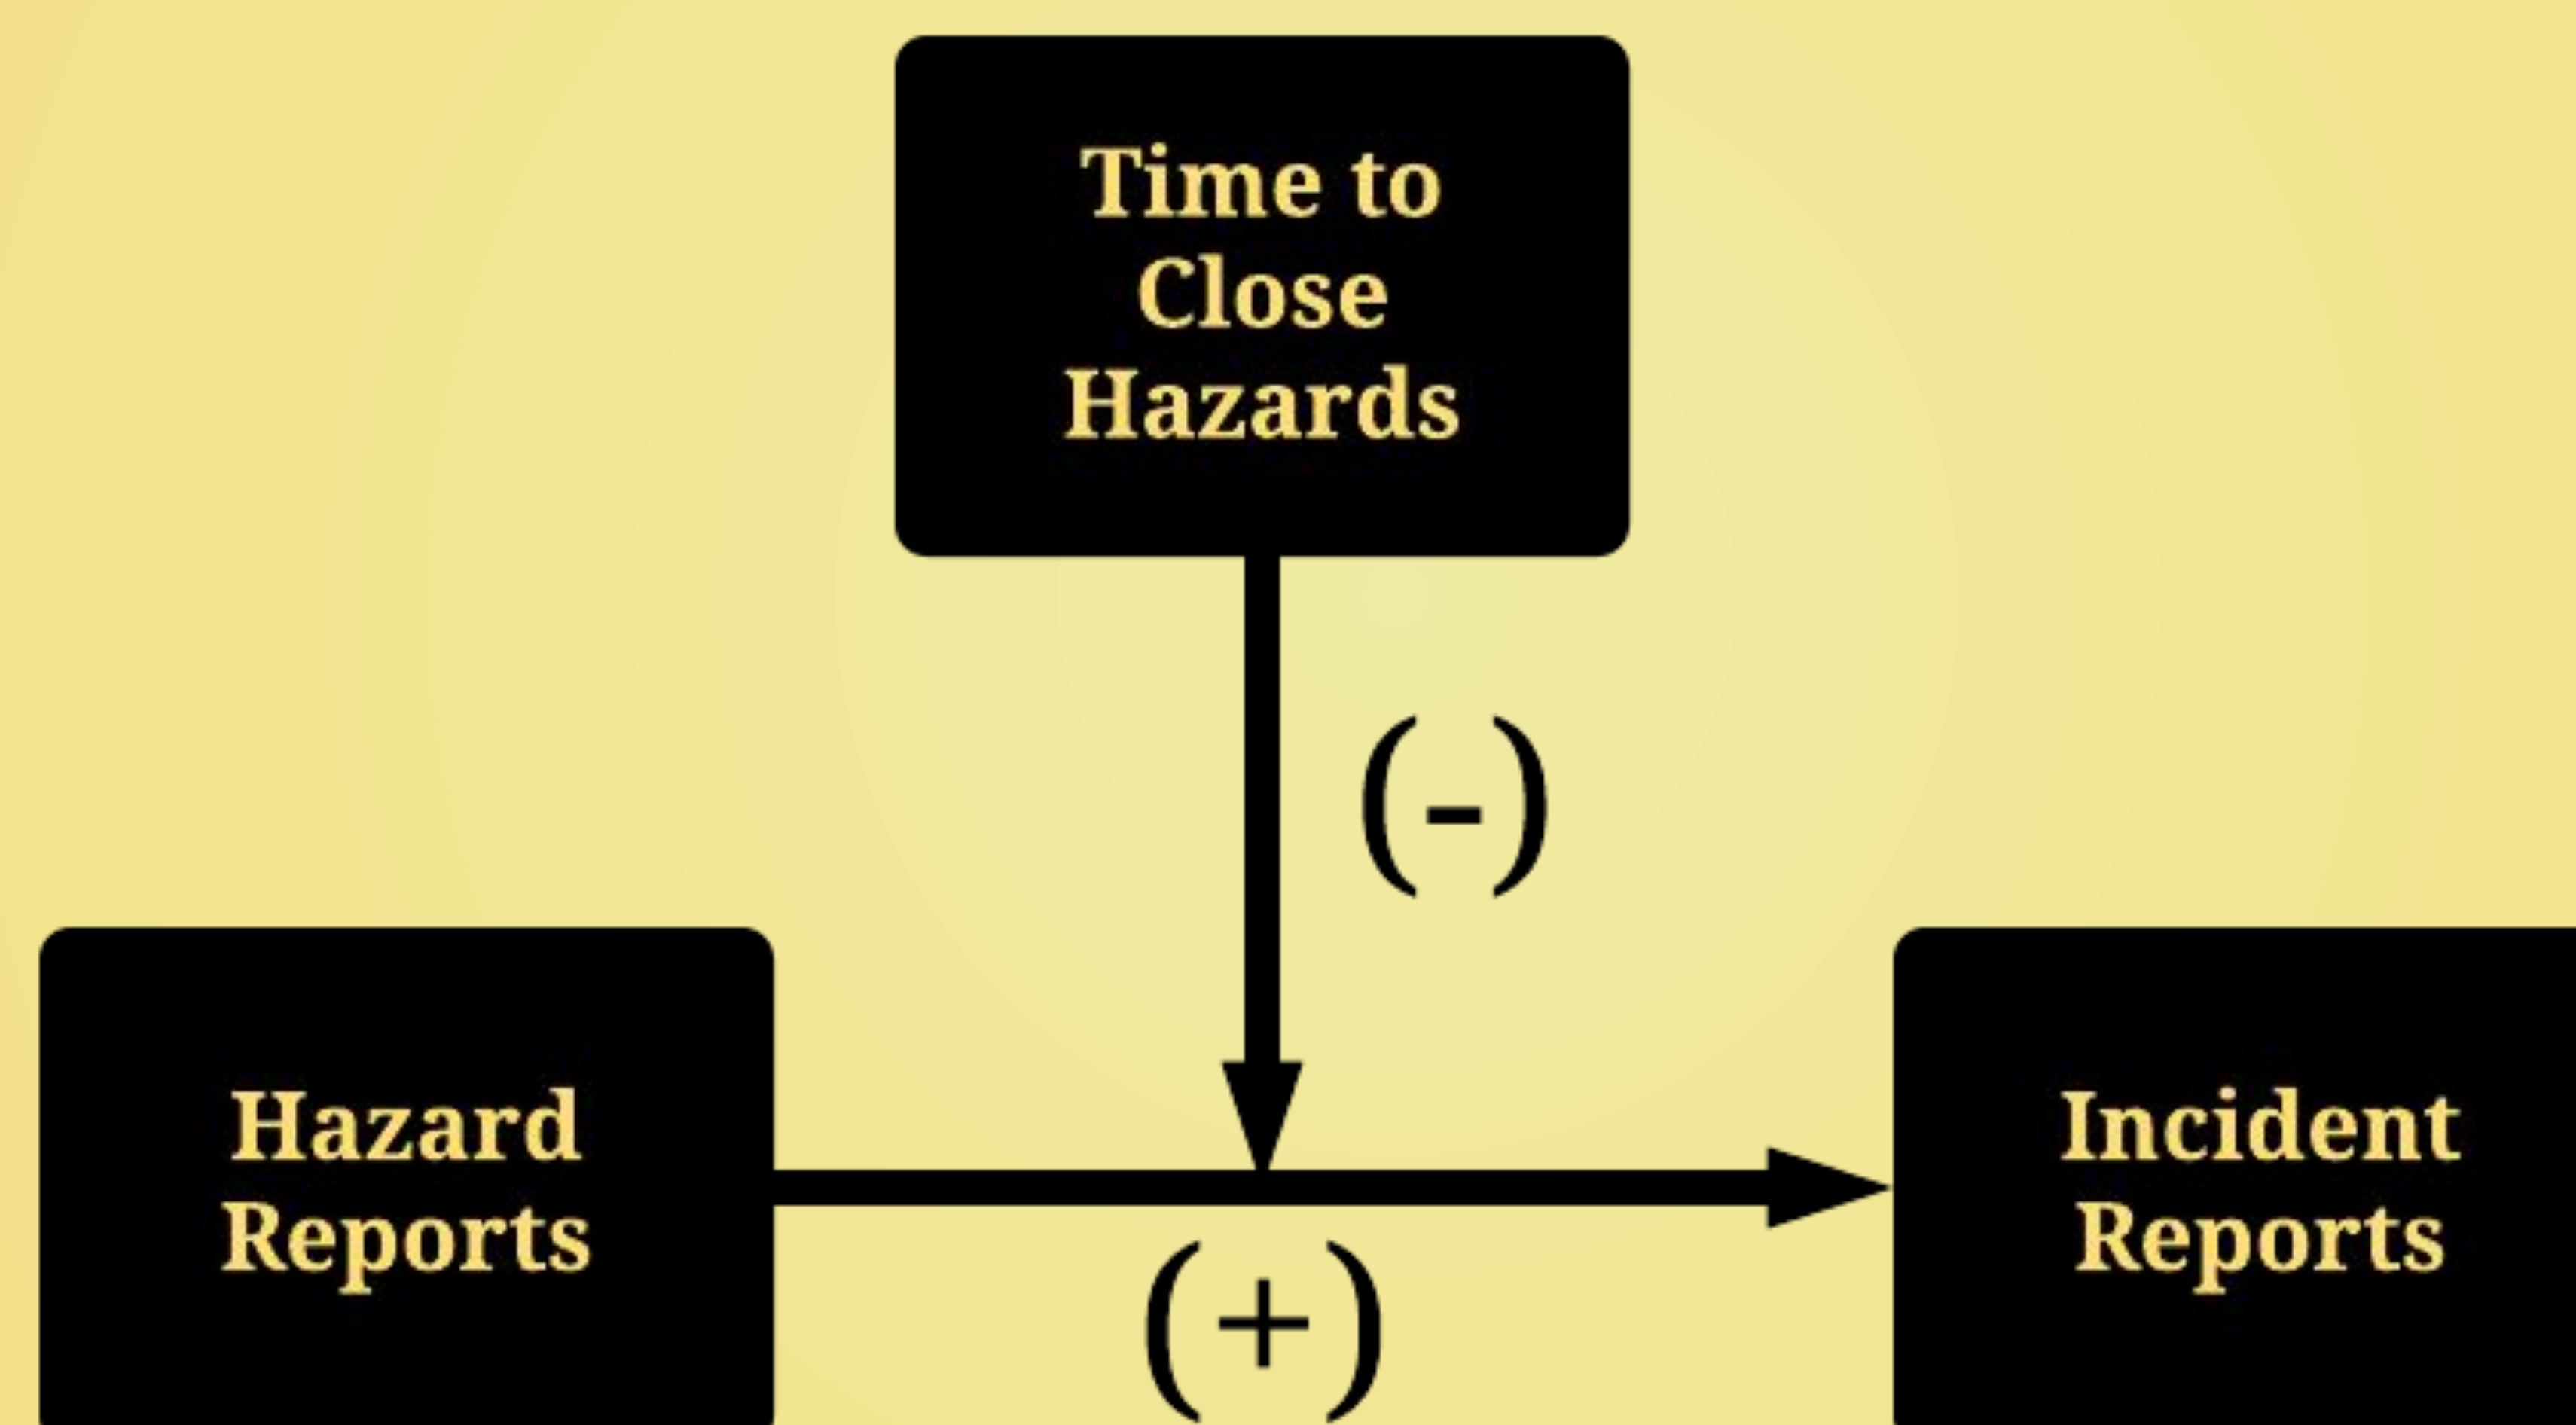 Time to
Close
Hazards
(-)
Hazard
Reports
Incident
Reports
(+)